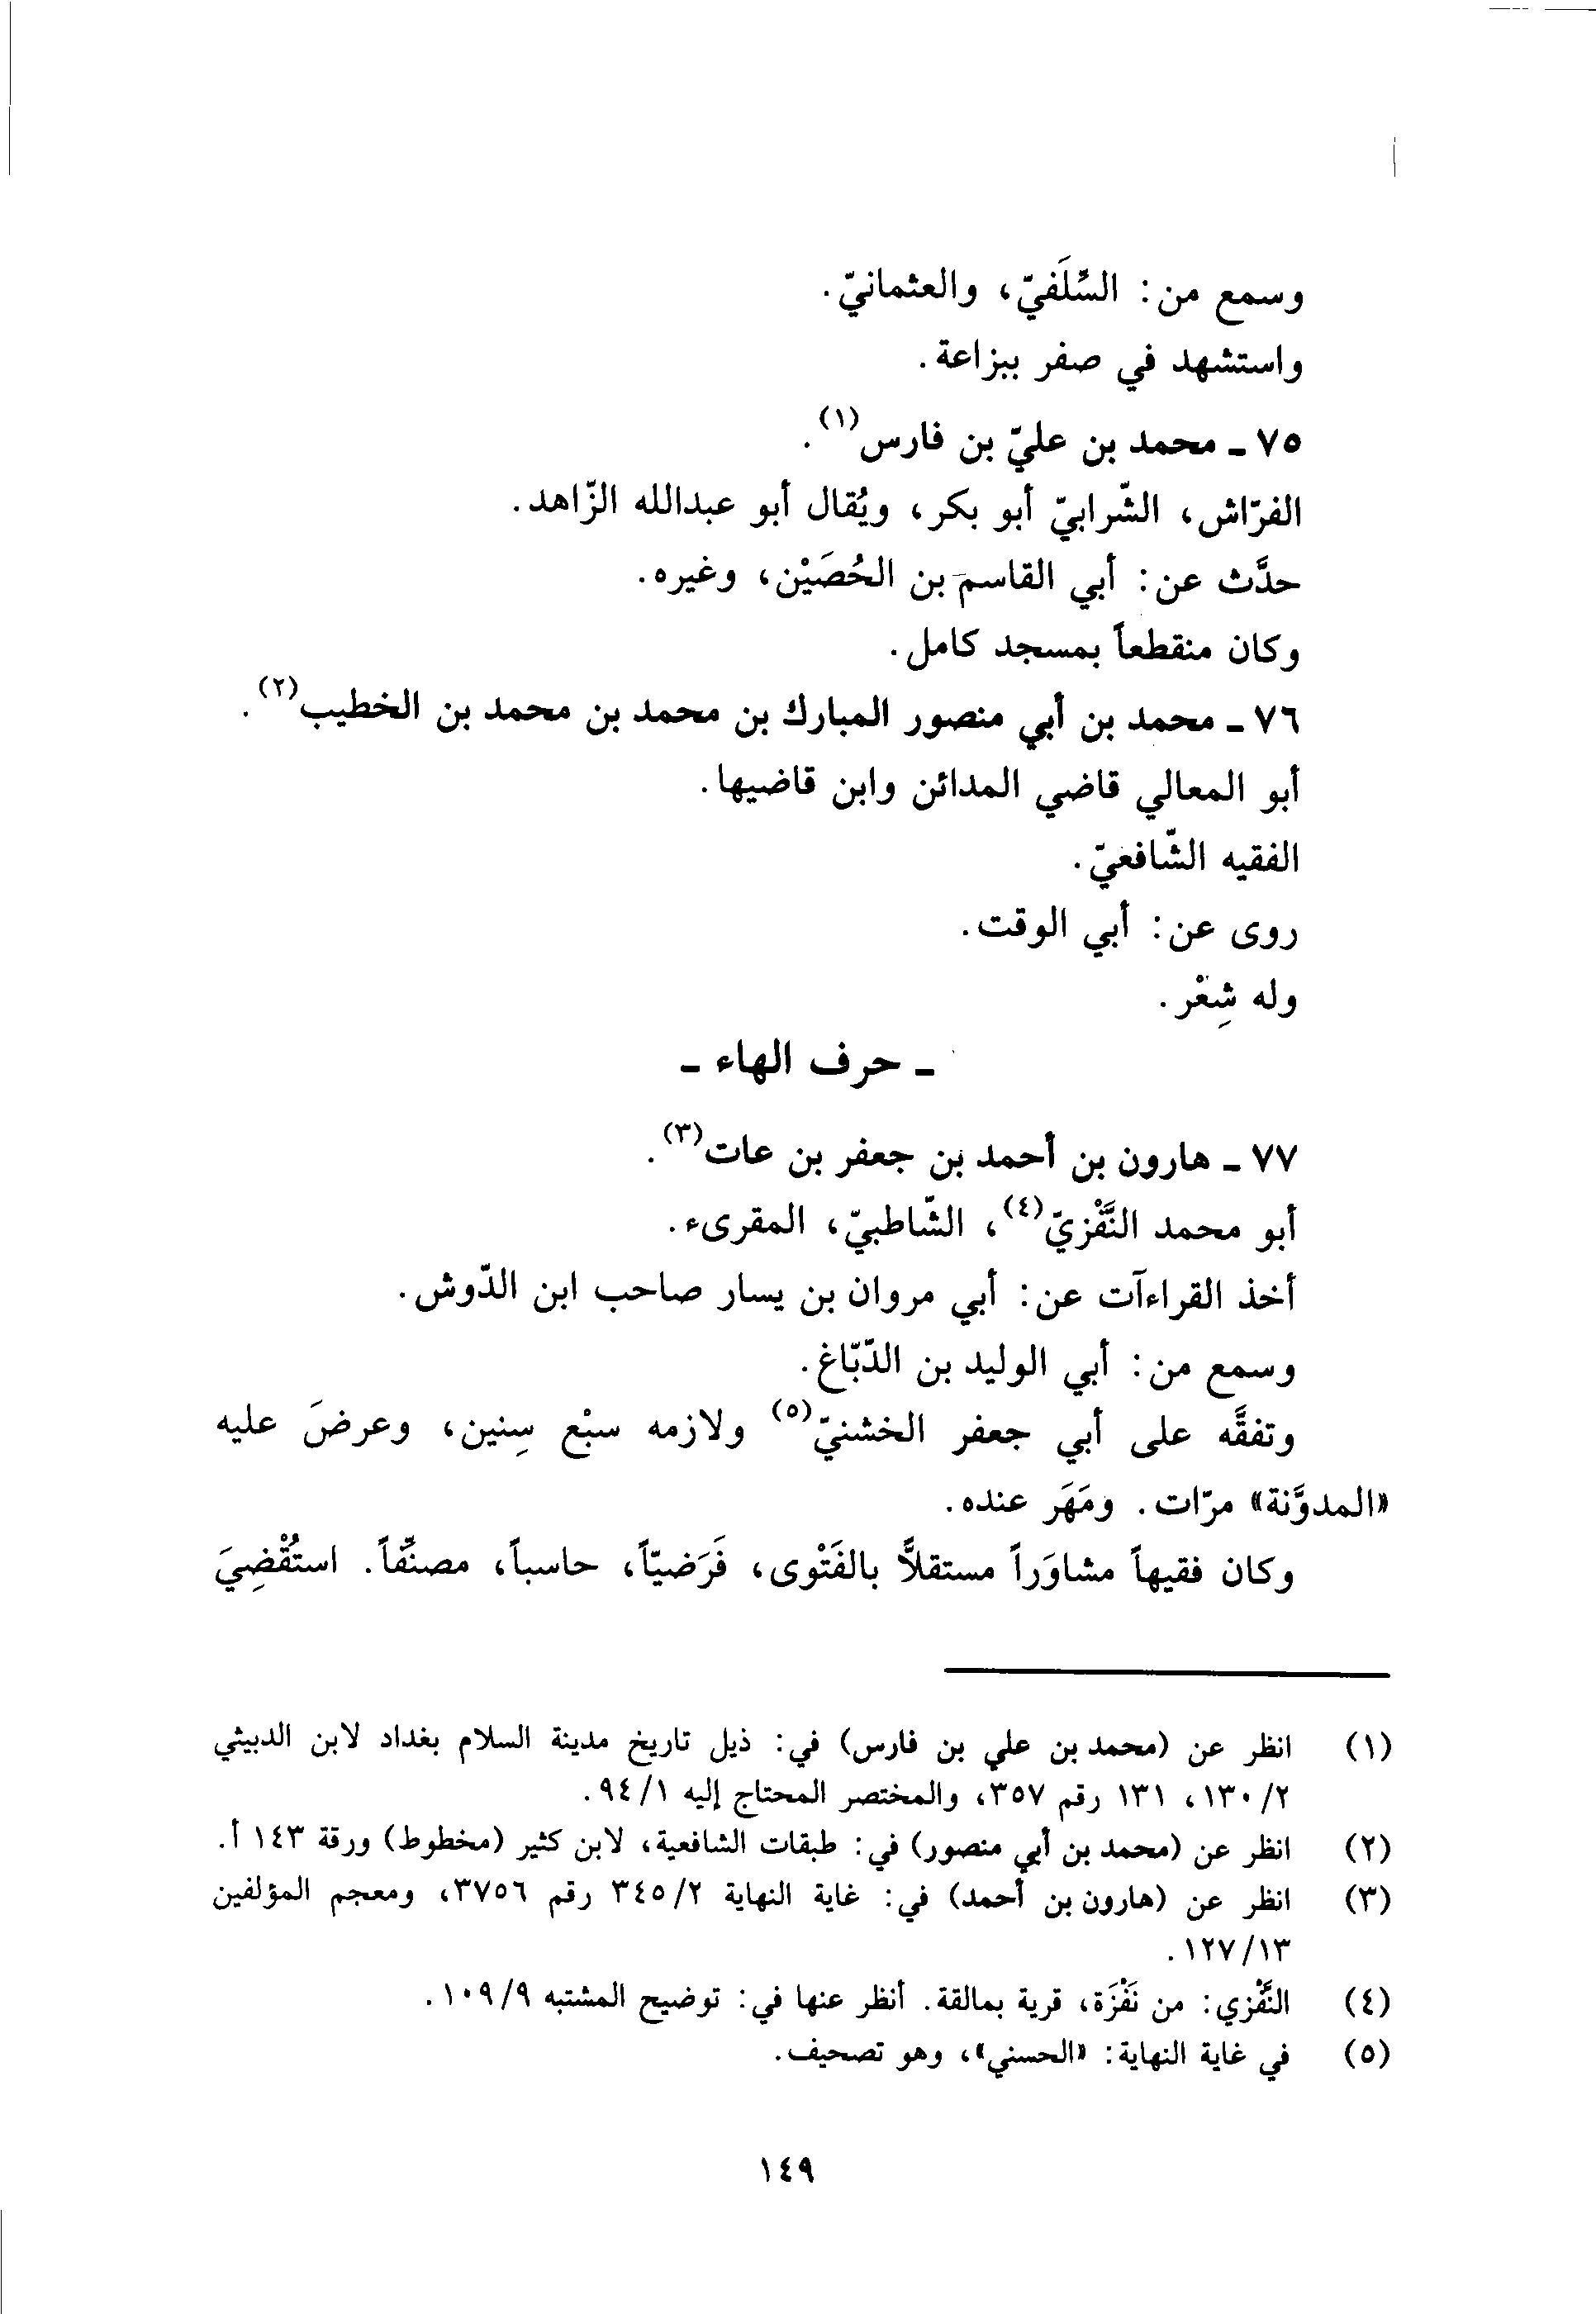 وسمع من: السِّلَفيّ، والعثمانيّ.
واستشهد في صفر ببزاعة.
٧٥ ـ محمد بن عليّ بن فارس(١).
الفرّاش، الشّرابيّ أبو بكر، ويُقال أبو عبدالله الزّاهد.
حدَّث عن: أبي القاسم بن الحُصَيْن، وغيره.
وكان منقطعاً بمسجد كامل.
٧٦ ـ محمد بن أبي منصور المبارك بن محمد بن محمد بن الخطيب(٢).
أبو المعالي قاضي المدائن وابن قاضيها.
الفقيه الشّافعيّ.
روى عن: أبي الوقت.
وله شِعْر.
ـ حرف الهاء ـ
٧٧ ـ هارون بن أحمد بن جعفر بن عات(٣).
أبو محمد النَّفْزيّ(٤)، الشّاطبيّ، المقرىء.
أخذ القراءآت عن: أبي مروان بن يسار صاحب ابن الدّوش.
وسمع من: أبي الوليد بن الدّبّاغ.
وتفقَّه على أبي جعفر الخشنيّ(٥) ولازمه سبْع سِنين، وعرضَ عليه
«المدوَّنة» مرّات. ومَهَر عنده.
وكان فقيهاً مشاوَراً مستقلاًّ بالفَتْوى، فَرَضيّاً، حاسباً، مصنِّفاً. استُقْضِيَ
(١) انظر عن (محمد بن علي بن فارس) في: ذيل تاريخ مدينة السلام بغداد لابن الدبيثي
٢/ ١٣٠، ١٣١ رقم ٣٥٧، والمختصر المحتاج إليه ١/ ٩٤.
(٢) انظر عن (محمد بن أبي منصور) في: طبقات الشافعية، لابن كثير (مخطوط) ورقة ١٤٣ أ.
(٣) انظر عن (هارون بن أحمد) في: غاية النهاية ٢/ ٣٤٥ رقم ٣٧٥٦، ومعجم المؤلفين
١٣/ ١٢٧.
(٤) النَّفْزي: من نَفْزَة، قرية بمالقة. أنظر عنها في: توضيح المشتبه ٩/ ١٠٩.
(٥) في غاية النهاية: «الحسني»، وهو تصحيف.
١٤٩